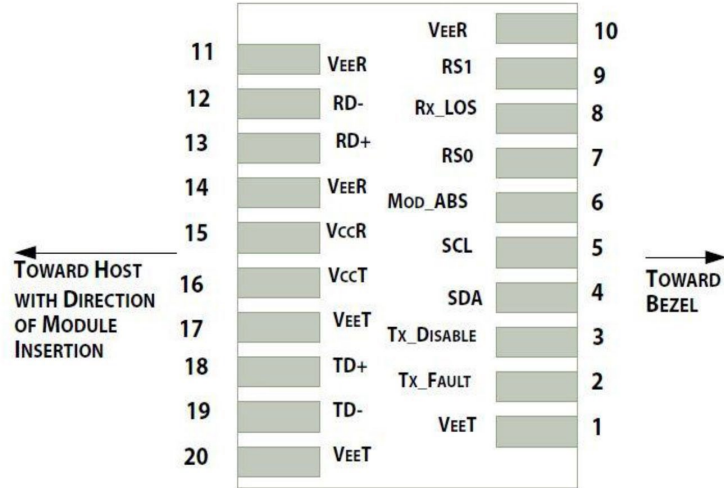 11 VEER
12 RD-
13 RD+
14 VEER
15 VCCR
16 VCCT
17 VEET
18 TD+
19 TD-
20 VEET
VEER 10
RS1 9
RX_LOS 8
RS0 7
MOD_ABS 6
SCL 5
SDA 4
TX_DISABLE 3
TX_FAULT 2
VEET 1
TOWARD HOST
WITH DIRECTION
OF MODULE
INSERTION
TOWARD
BEZEL